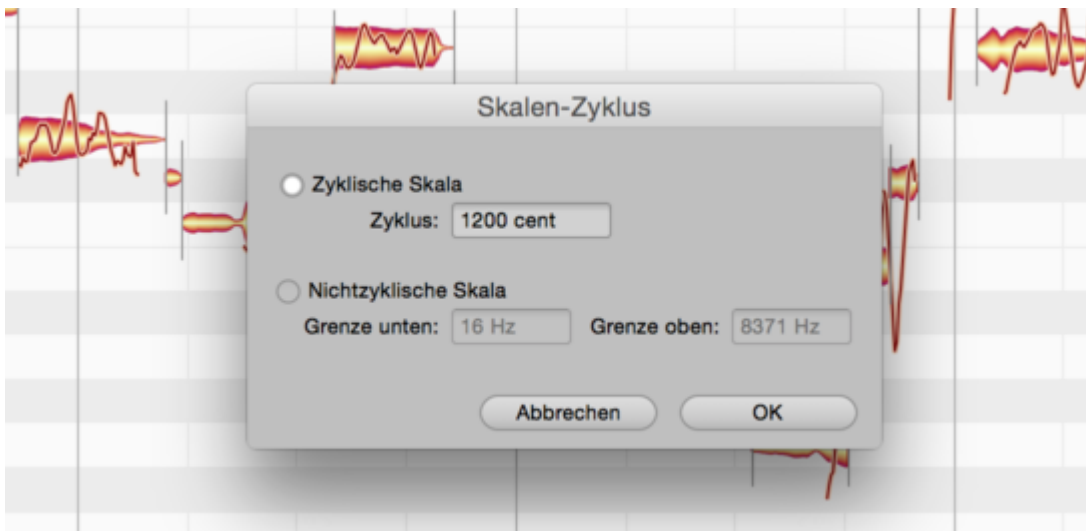 Skalen-Zyklus
Zyklische Skala
Zyklus: 1200 cent
Nichtzyklische Skala
Grenze unten: 16 Hz Grenze oben: 8371 Hz
Abbrechen OK